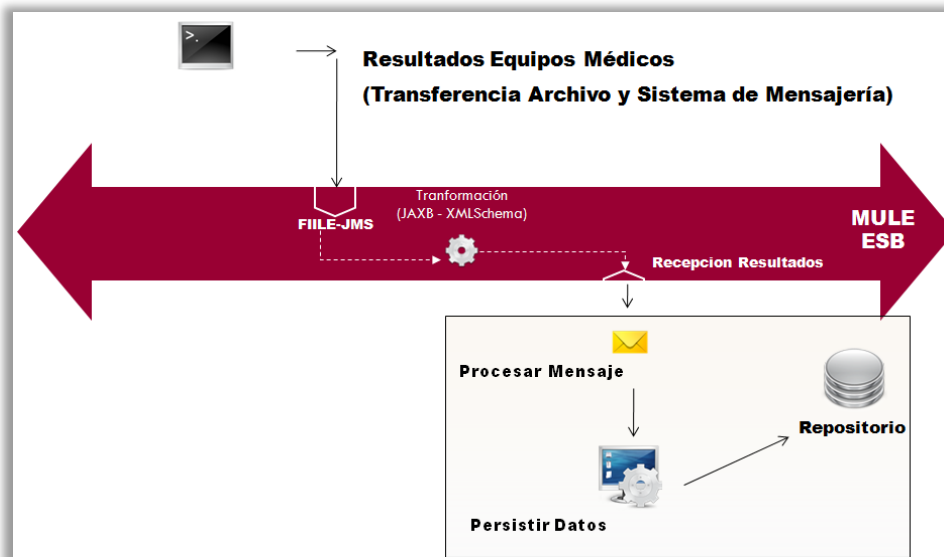 >.
Resultados Equipos Médicos
(Transferencia Archivo y Sistema de Mensajería)
Tranformación
(JAXB - XMLSchema)
FIILE-JMS
MULE
ESB
Recepcion Resultados
Procesar Mensaje
Repositorio
Persistir Datos